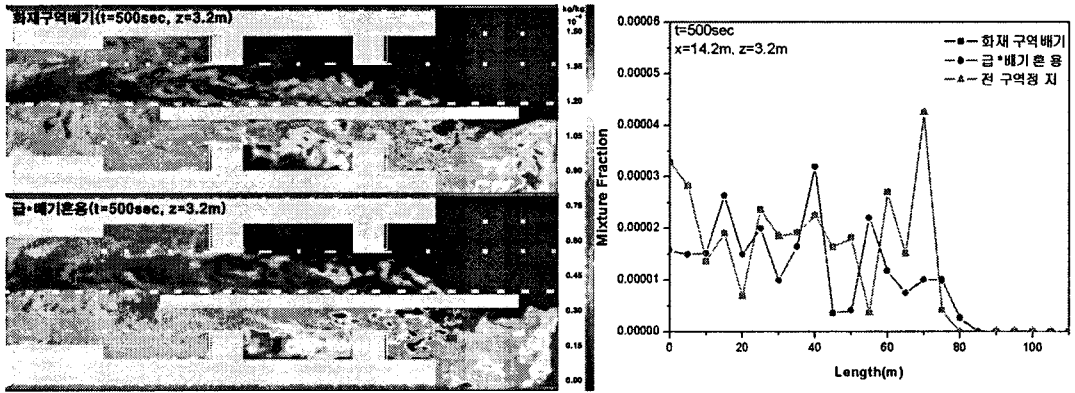 화재구역배기(t=500sec, z=3.2m)
급•배기혼용(t=500sec, z=3.2m)
kg/kg
1.50
1.35
1.20
1.05
0.90
0.75
0.60
0.45
0.30
0.15
0.00
0.00006
0.00005
0.00004
0.00003
0.00002
0.00001
0.00000
Mixture Fraction
t=500sec
x=14.2m, z=3.2m
화재 구역배기
급•배기 혼 용
전 구역정 지
0 20 40 60 80 100
Length(m)